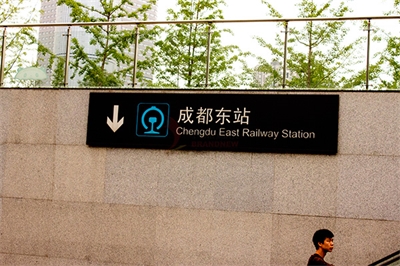 成都东站
Chengdu East Railway Station